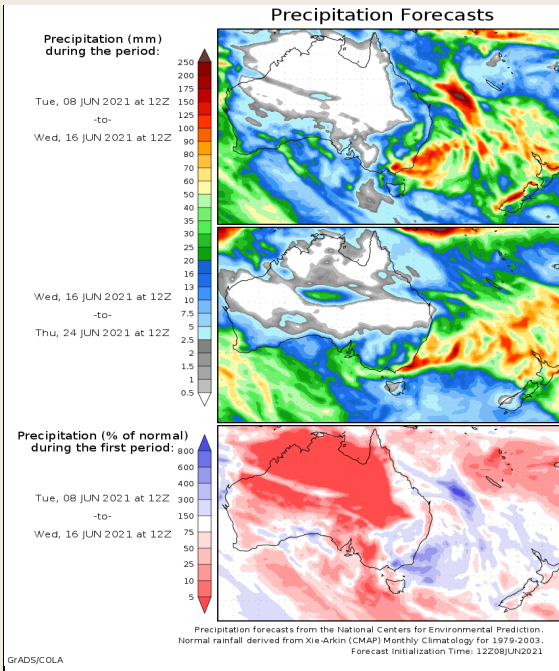 Precipitation Forecasts
Precipitation (mm)
during the period:
Tue, 08 JUN 2021 at 12Z
-to-
Wed, 16 JUN 2021 at 12Z
250
200
175
150
125
100
90
80
70
60
50
40
35
30
25
20
16
13
10
7.5
5
2.5
2
1.5
1
0.5
Wed, 16 JUN 2021 at 12Z
-to-
Thu, 24 JUN 2021 at 12Z
Precipitation (% of normal)
during the first period:
Tue, 08 JUN 2021 at 12Z
-to-
Wed, 16 JUN 2021 at 12Z
800
600
400
300
150
75
50
25
10
5
Precipitation forecasts from the National Centers for Environmental Prediction.
Normal rainfall derived from Xie-Arkin (CMAP) Monthly Climatology for 1979-2003.
Forecast Initialization Time: 12Z08JUN2021
GrADS/COLA